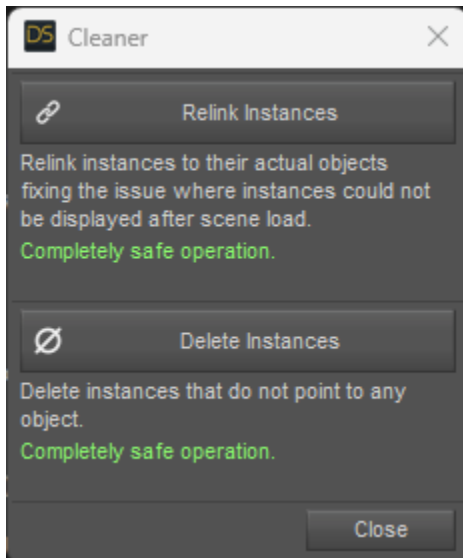 DS Cleaner
Relink Instances
Relink instances to their actual objects
fixing the issue where instances could not
be displayed after scene load.
Completely safe operation.
Delete Instances
Delete instances that do not point to any
object.
Completely safe operation.
Close